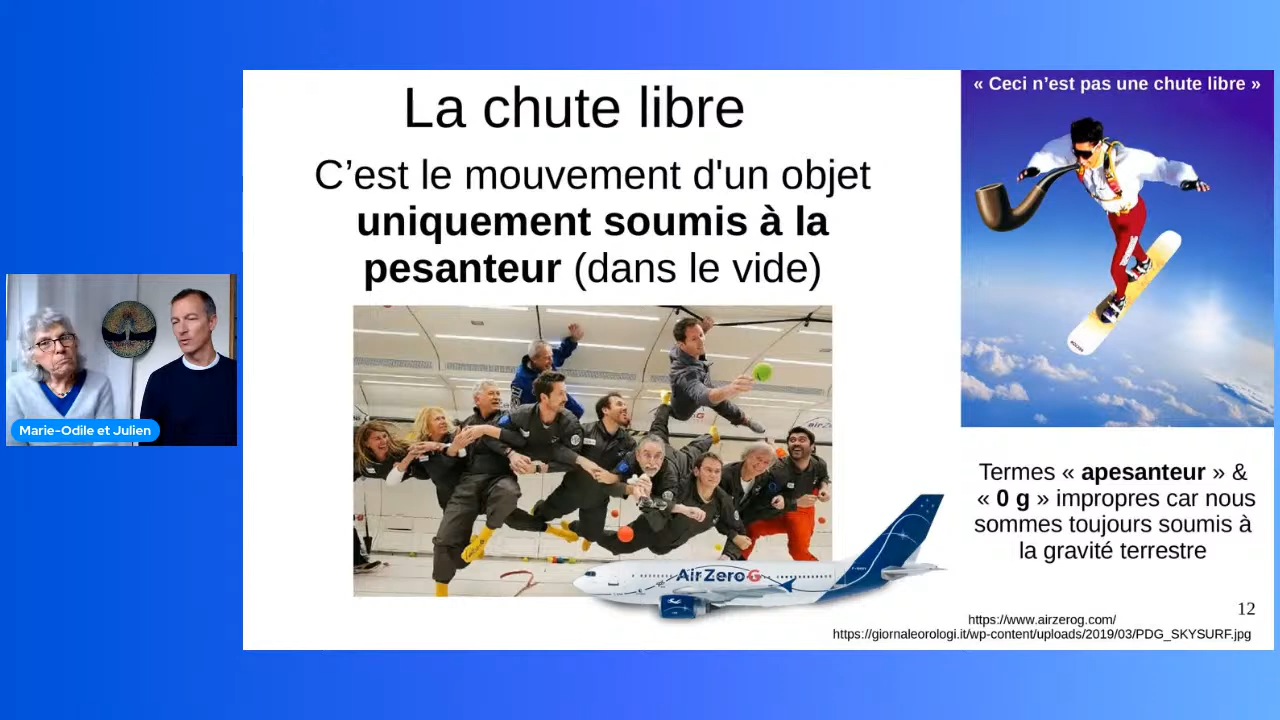 La chute libre
C’est le mouvement d'un objet
uniquement soumis à la
pesanteur (dans le vide)
« Ceci n’est pas une chute libre »
Termes « apesanteur » &
« 0 g » impropres car nous
sommes toujours soumis à
la gravité terrestre
AirZeroG
12
https://www.airzerog.com/
https://giornaleorologi.it/wp-content/uploads/2019/03/PDG_SKYSURF.jpg
Marie-Odile et Julien